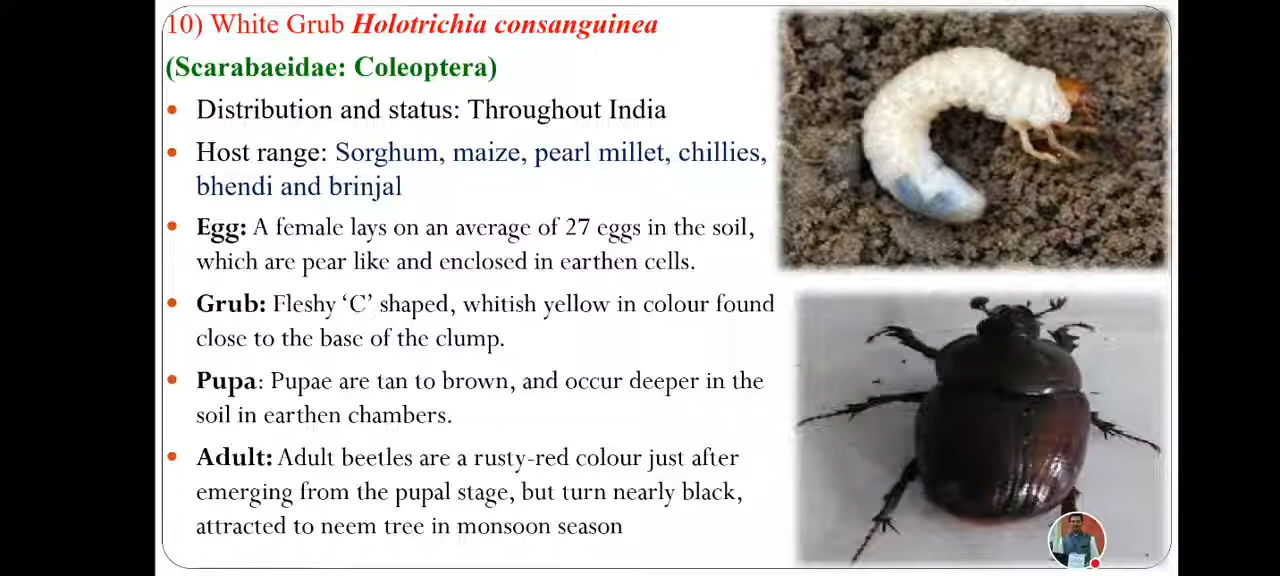 10) White Grub Holotrichia consanguinea
(Scarabaeidae: Coleoptera)
• Distribution and status: Throughout India
• Host range: Sorghum, maize, pearl millet, chillies,
bhendi and brinjal
• Egg: A female lays on an average of 27 eggs in the soil,
which are pear like and enclosed in earthen cells.
• Grub: Fleshy ‘C’ shaped, whitish yellow in colour found
close to the base of the clump.
• Pupa: Pupae are tan to brown, and occur deeper in the
soil in earthen chambers.
• Adult: Adult beetles are a rusty-red colour just after
emerging from the pupal stage, but turn nearly black,
attracted to neem tree in monsoon season